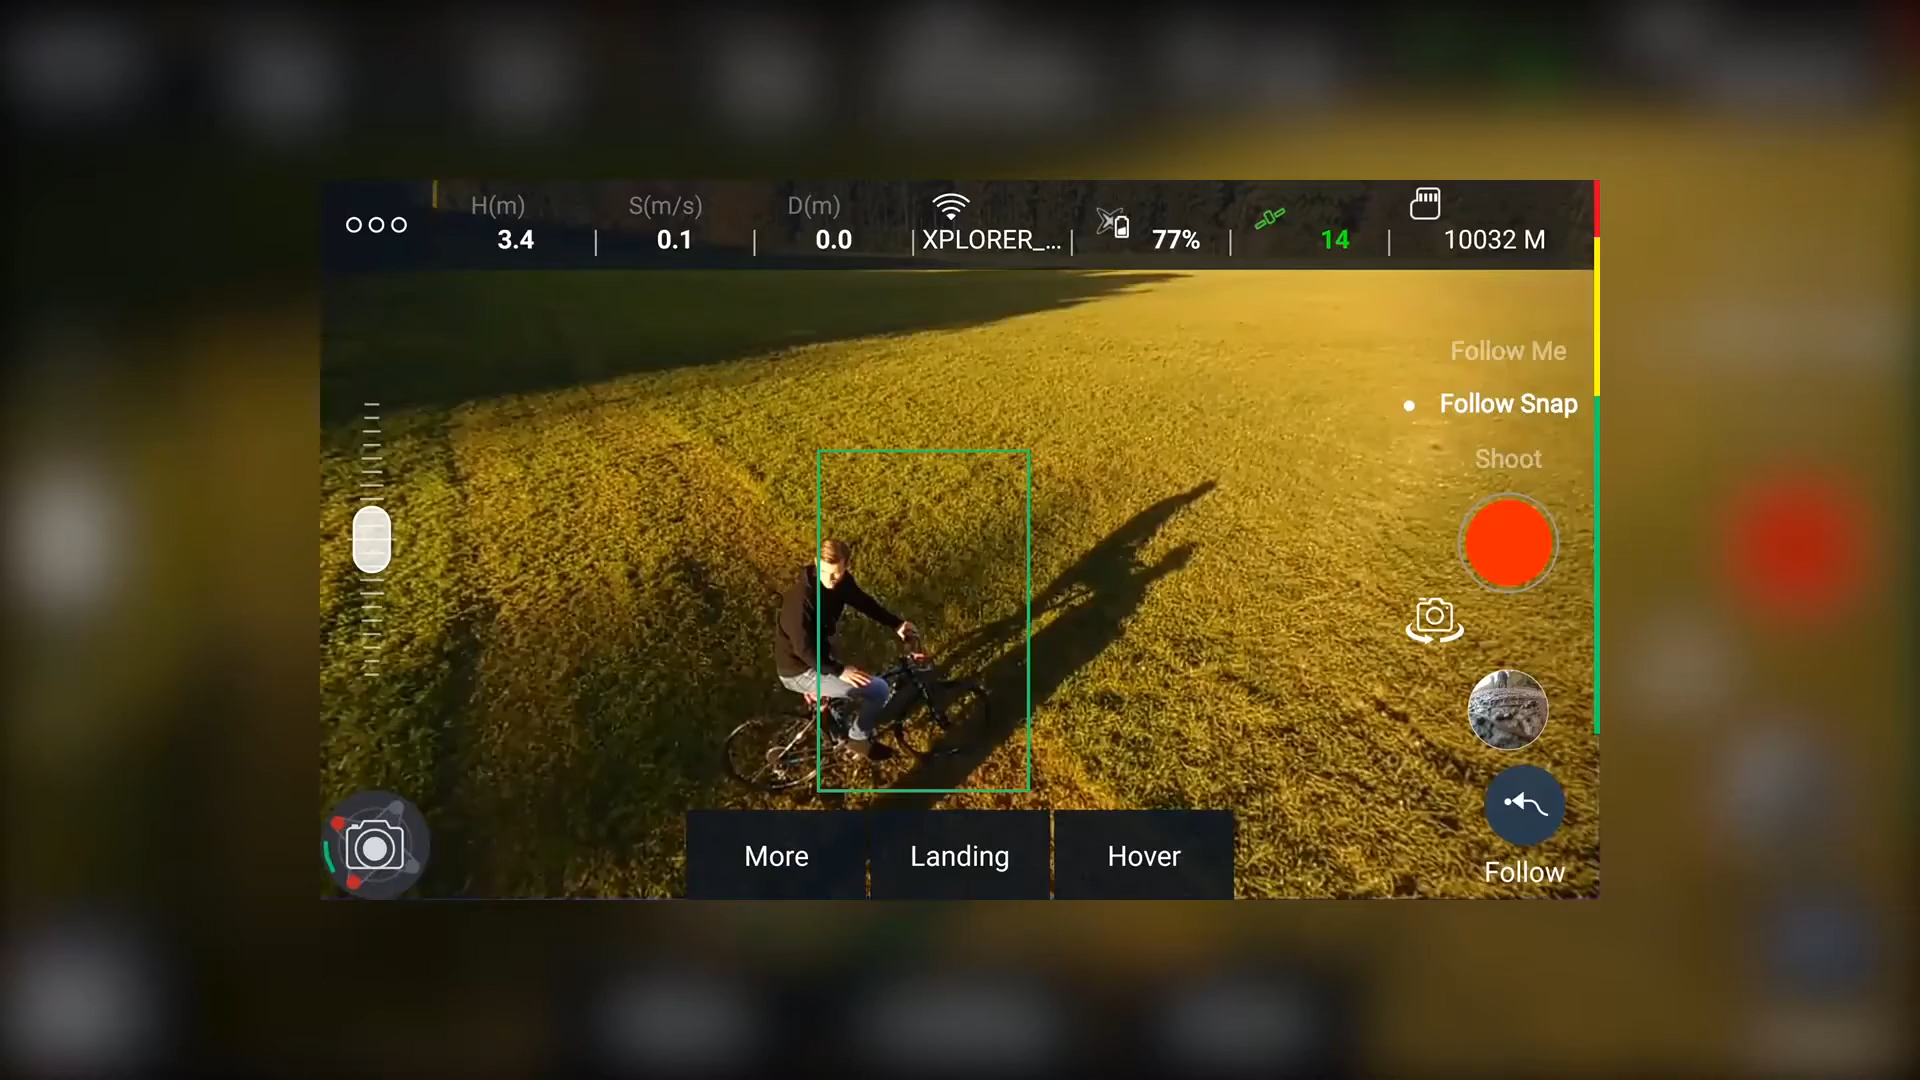 H(m) S(m/s) D(m)
3.4 | 0.1 | 0.0 | XPLORER_... | 77% | 14 | 10032 M
Follow Me
Follow Snap
Shoot
More Landing Hover
Follow